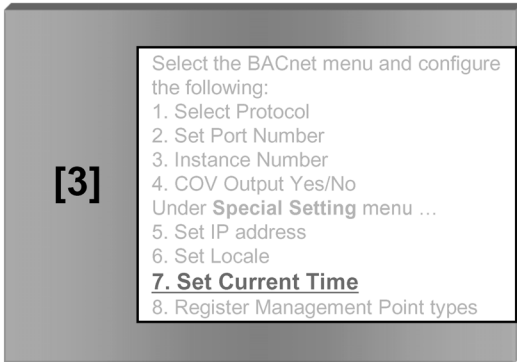 [3]
Select the BACnet menu and configure
the following:
1. Select Protocol
2. Set Port Number
3. Instance Number
4. COV Output Yes/No
Under Special Setting menu …
5. Set IP address
6. Set Locale
7. Set Current Time
8. Register Management Point types